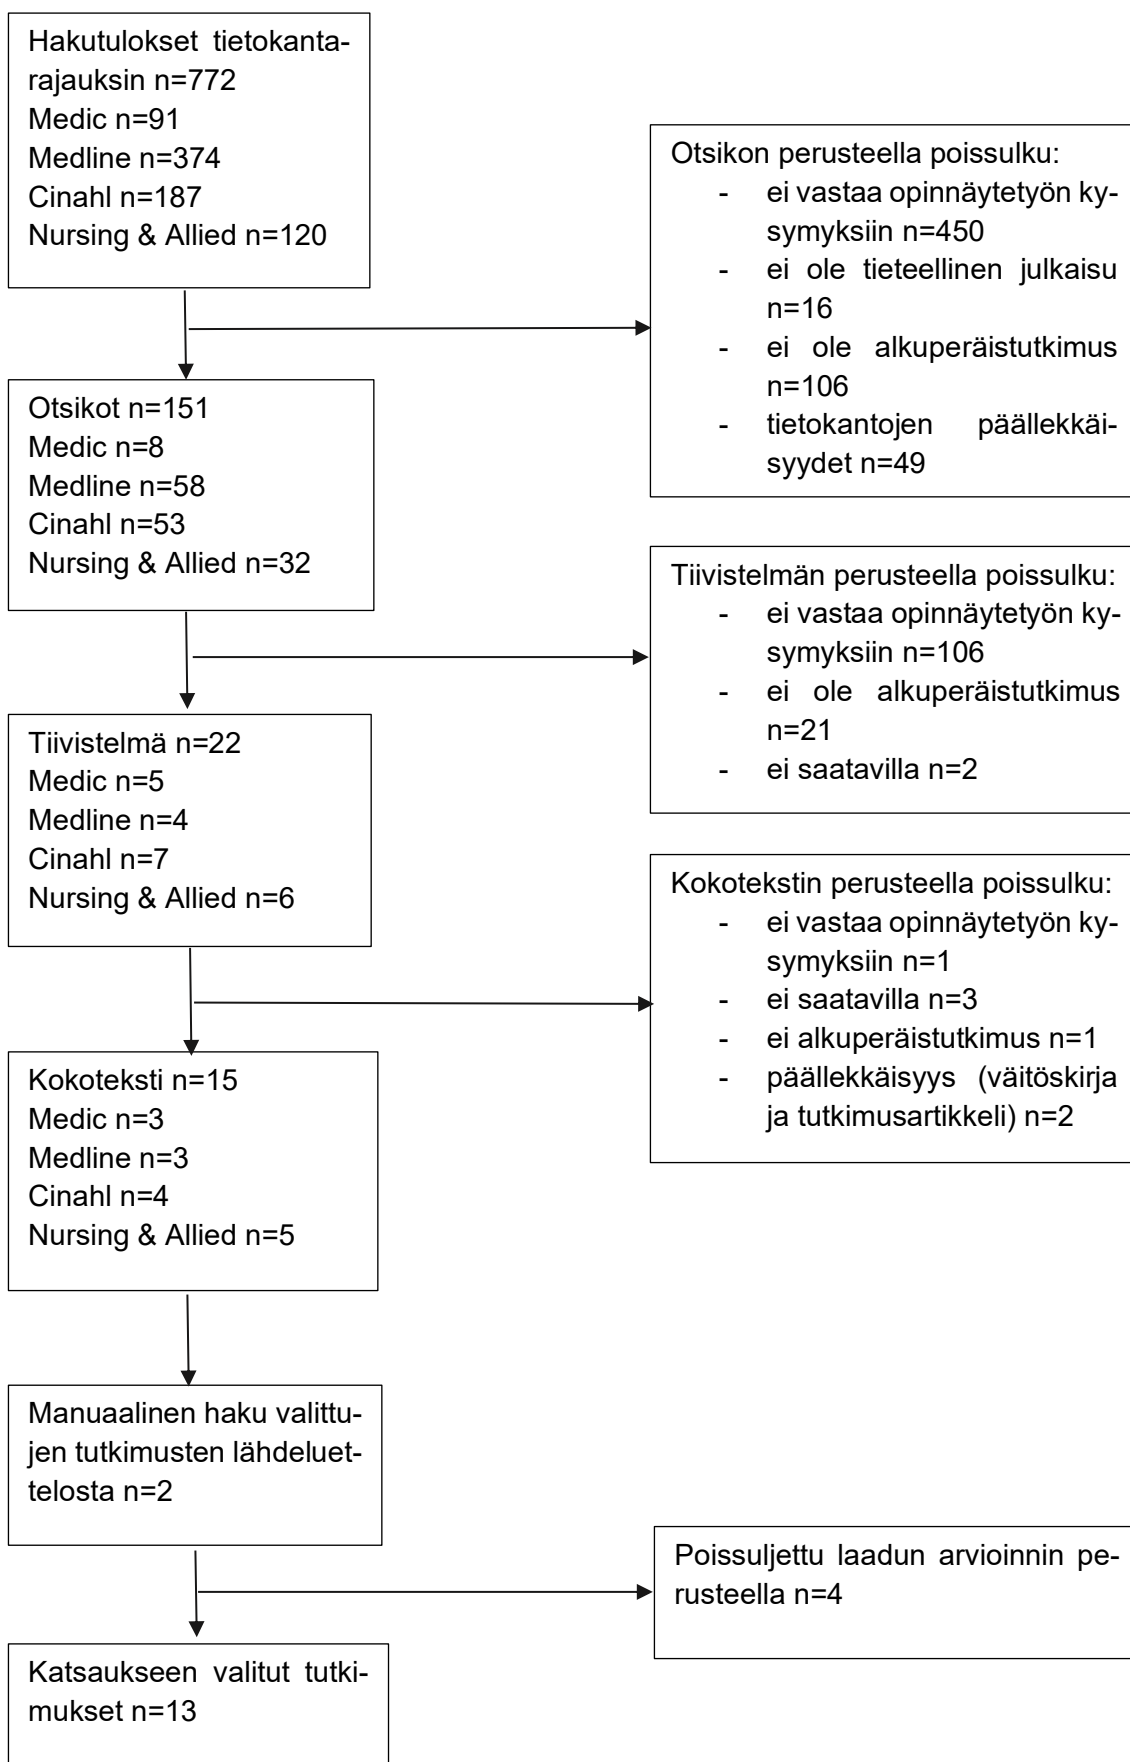 Hakutulokset tietokanta-
rajauksin n=772
Medic n=91
Medline n=374
Cinahl n=187
Nursing & Allied n=120
Otsikon perusteella poissulku:
- ei vastaa opinnäytetyön ky-
symyksiin n=450
- ei ole tieteellinen julkaisu
n=16
- ei ole alkuperäistutkimus
n=106
- tietokantojen päällekkäi-
syydet n=49
Otsikot n=151
Medic n=8
Medline n=58
Cinahl n=53
Nursing & Allied n=32
Tiivistelmän perusteella poissulku:
- ei vastaa opinnäytetyön ky-
symyksiin n=106
- ei ole alkuperäistutkimus
n=21
- ei saatavilla n=2
Tiivistelmä n=22
Medic n=5
Medline n=4
Cinahl n=7
Nursing & Allied n=6
Kokotekstin perusteella poissulku:
- ei vastaa opinnäytetyön ky-
symyksiin n=1
- ei saatavilla n=3
- ei alkuperäistutkimus n=1
- päällekkäisyys (väitöskirja
ja tutkimusartikkeli) n=2
Kokoteksti n=15
Medic n=3
Medline n=3
Cinahl n=4
Nursing & Allied n=5
Manuaalinen haku valittu-
jen tutkimusten lähdeluet-
telosta n=2
Poissuljettu laadun arvioinnin pe-
rusteella n=4
Katsaukseen valitut tutki-
mukset n=13